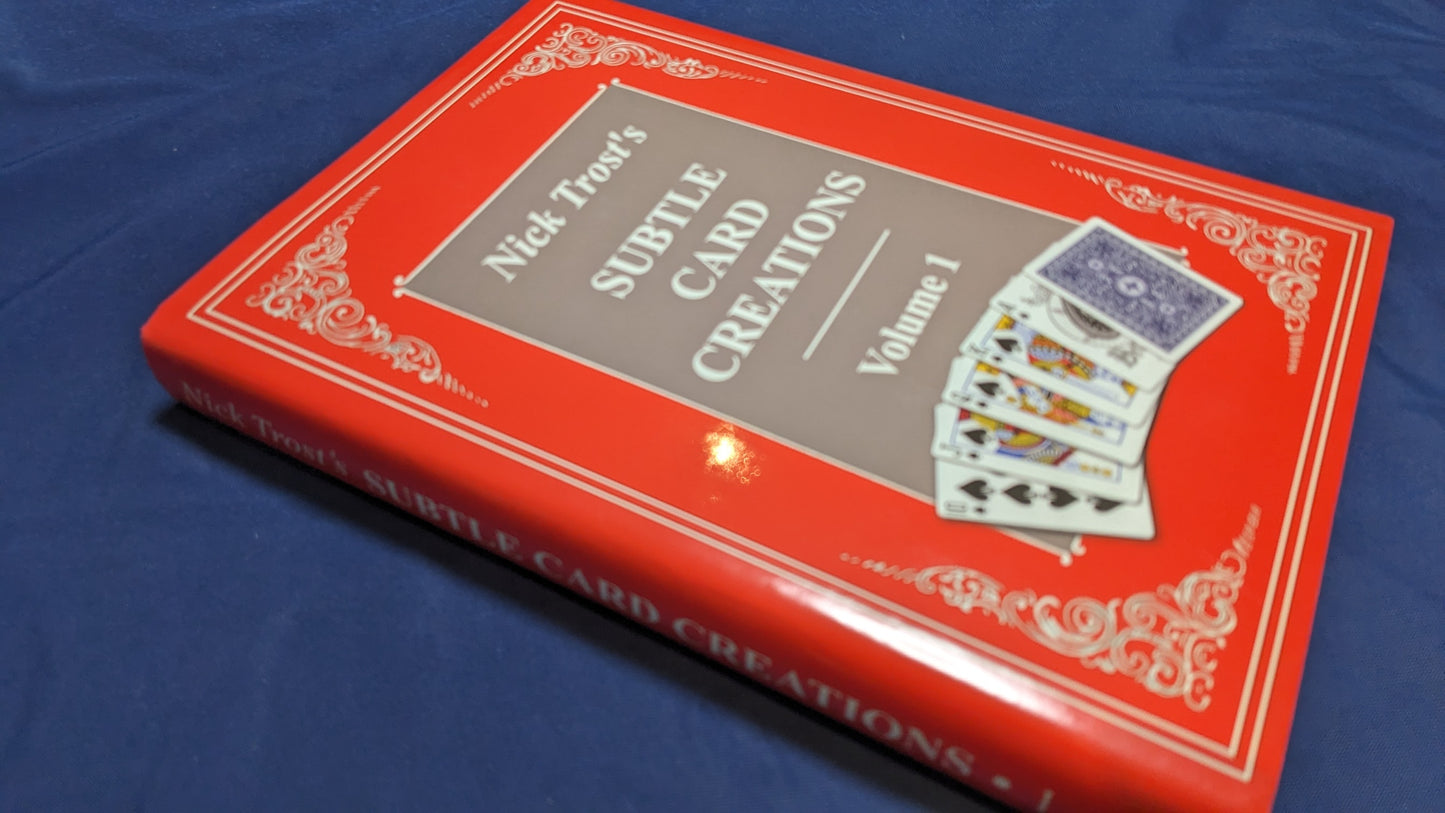 Nick Trost's
SUBTLE
CARD
CREATIONS
Volume 1
Nick Trost's SUBTLE CARD CREATIONS • 1